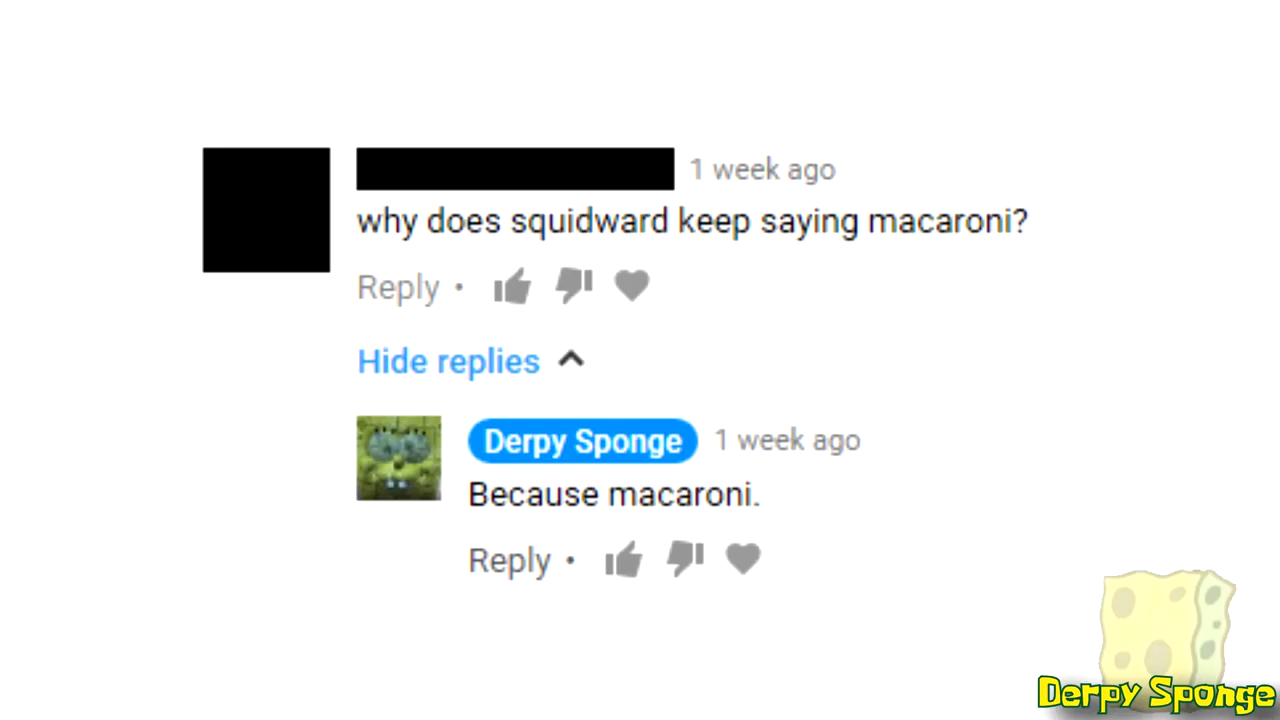 1 week ago
why does squidward keep saying macaroni?
Reply •
Hide replies
Derpy Sponge 1 week ago
Because macaroni.
Reply •
Derpy Sponge